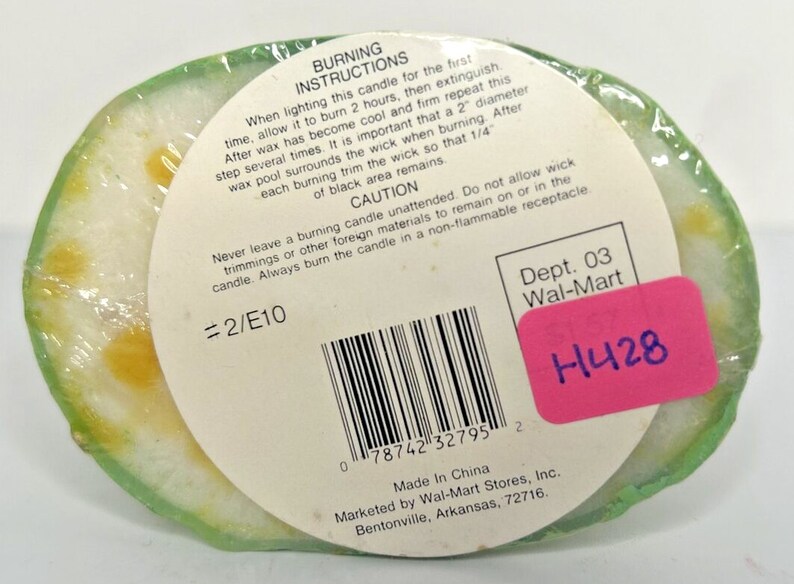 BURNING
INSTRUCTIONS
When lighting this candle for the first
time, allow it to burn 2 hours, then extinguish.
After wax has become cool and firm repeat this
step several times. It is important that a 2" diameter
wax pool surrounds the wick when burning. After
each burning trim the wick so that 1/4"
of black area remains.
CAUTION
Never leave a burning candle unattended. Do not allow wick
trimmings or other foreign materials to remain on or in the
candle. Always burn the candle in a non-flammable receptacle.
Dept. 03
Wal-Mart
2/E10
H428
0 78742 32795 2
Made In China
Marketed by Wal-Mart Stores, Inc.
Bentonville, Arkansas, 72716.